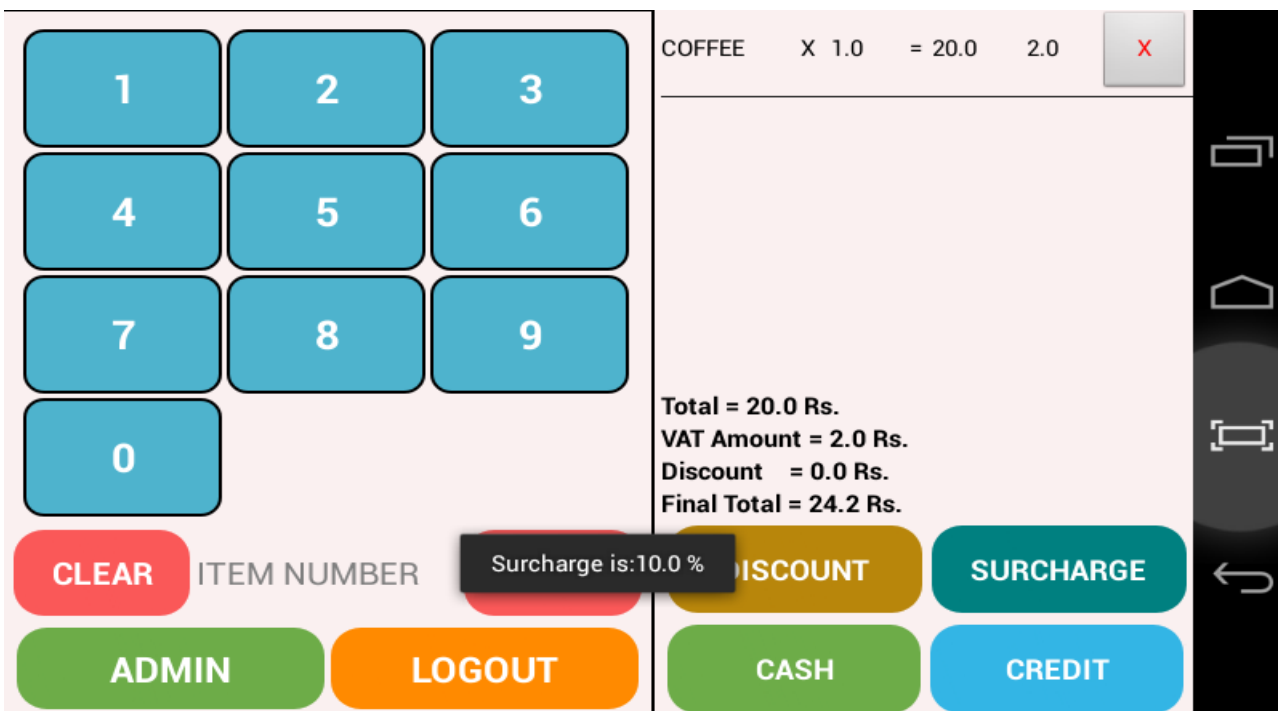 1 2 3
4 5 6
7 8 9
0
CLEAR ITEM NUMBER
ADMIN LOGOUT
COFFEE X 1.0 = 20.0 2.0 X
Total = 20.0 Rs.
VAT Amount = 2.0 Rs.
Discount = 0.0 Rs.
Final Total = 24.2 Rs.
Surcharge is:10.0 %
ISCOUNT SURCHARGE
CASH CREDIT